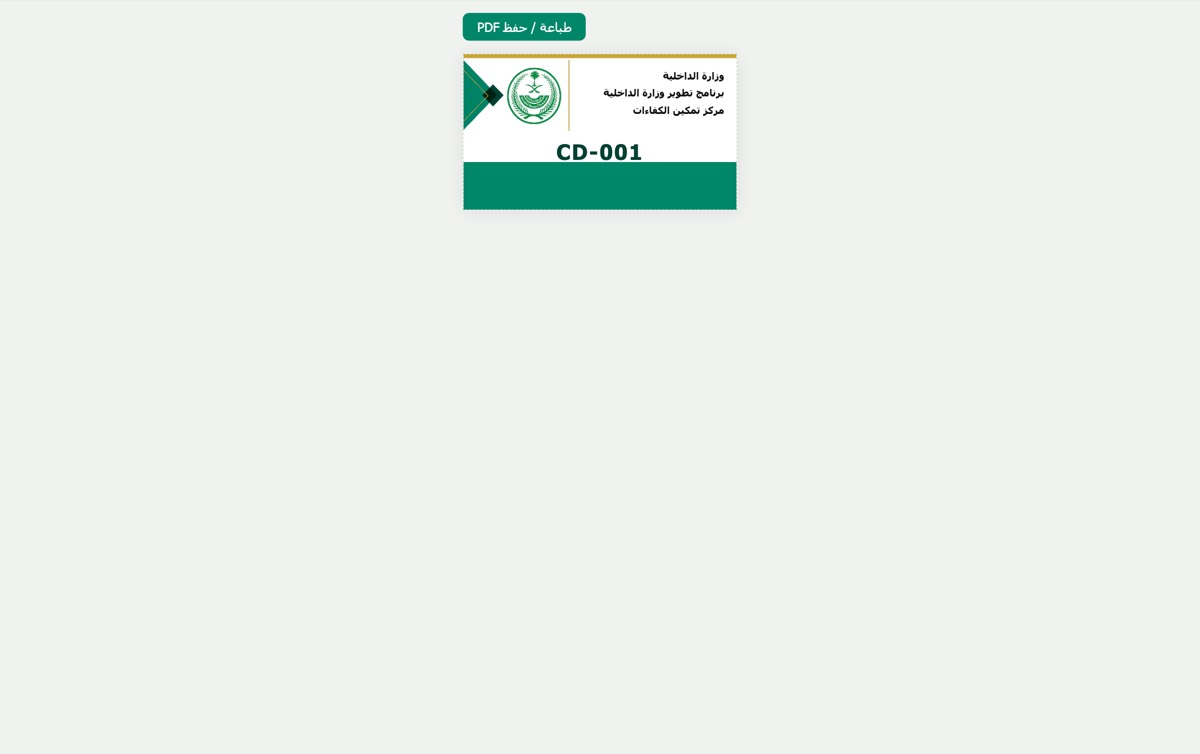 طباعة / حفظ PDF
وزارة الداخلية
برنامج تطوير وزارة الداخلية
مركز تمكين الكفاءات
CD-001